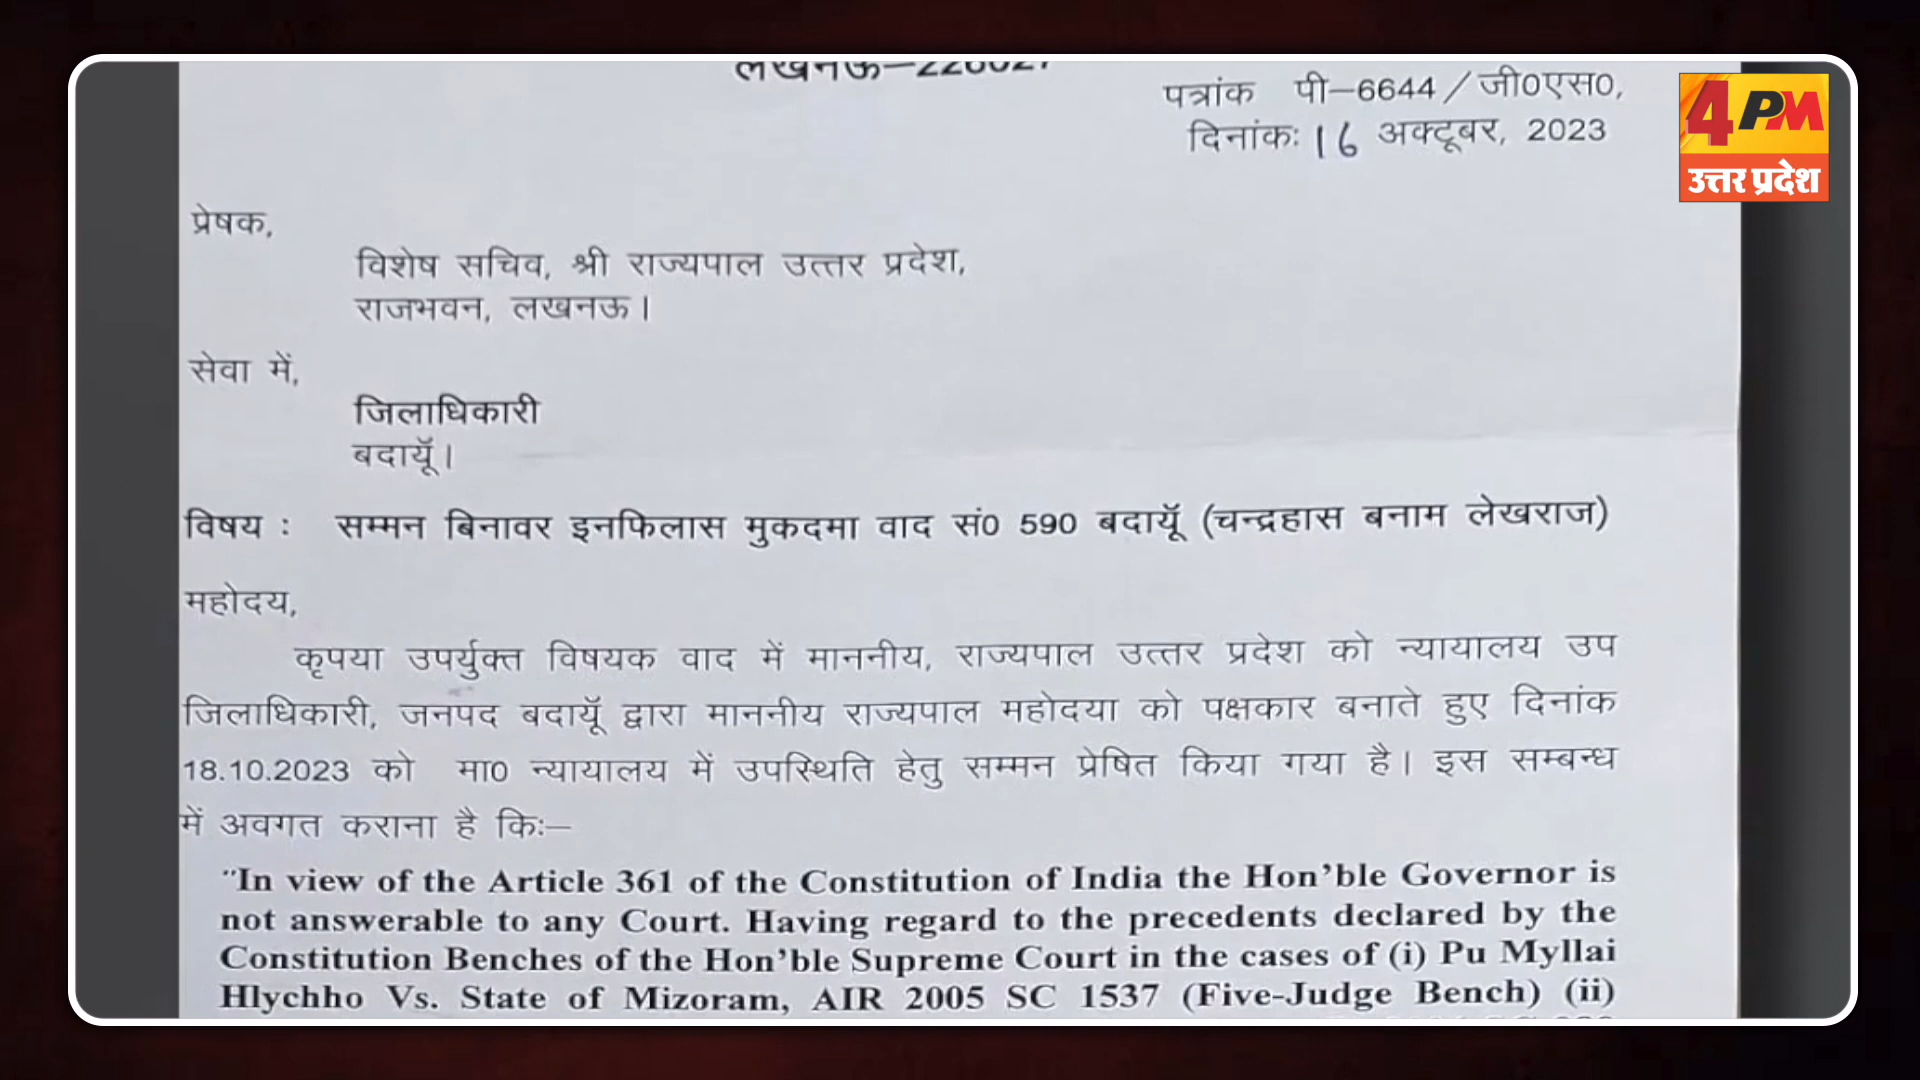 लखनऊ–226027
पत्रांक पी–6644 / जी0एस0,
दिनांकः 16 अक्टूबर, 2023
4PM
उत्तर प्रदेश
प्रेषक,
विशेष सचिव, श्री राज्यपाल उत्तर प्रदेश,
राजभवन, लखनऊ।
सेवा में,
जिलाधिकारी
बदायूॅं।
विषय : सम्मन बिनावर इनफिलास मुकदमा वाद सं0 590 बदायूॅं (चन्द्रहास बनाम लेखराज)
महोदय,
कृपया उपर्युक्त विषयक वाद में माननीय, राज्यपाल उत्तर प्रदेश को न्यायालय उप
जिलाधिकारी, जनपद बदायूॅं द्वारा माननीय राज्यपाल महोदया को पक्षकार बनाते हुए दिनांक
18.10.2023 को मा0 न्यायालय में उपस्थिति हेतु सम्मन प्रेषित किया गया है। इस सम्बन्ध
में अवगत कराना है किः–
"In view of the Article 361 of the Constitution of India the Hon'ble Governor is
not answerable to any Court. Having regard to the precedents declared by the
Constitution Benches of the Hon'ble Supreme Court in the cases of (i) Pu Myllai
Hlychho Vs. State of Mizoram, AIR 2005 SC 1537 (Five-Judge Bench) (ii)